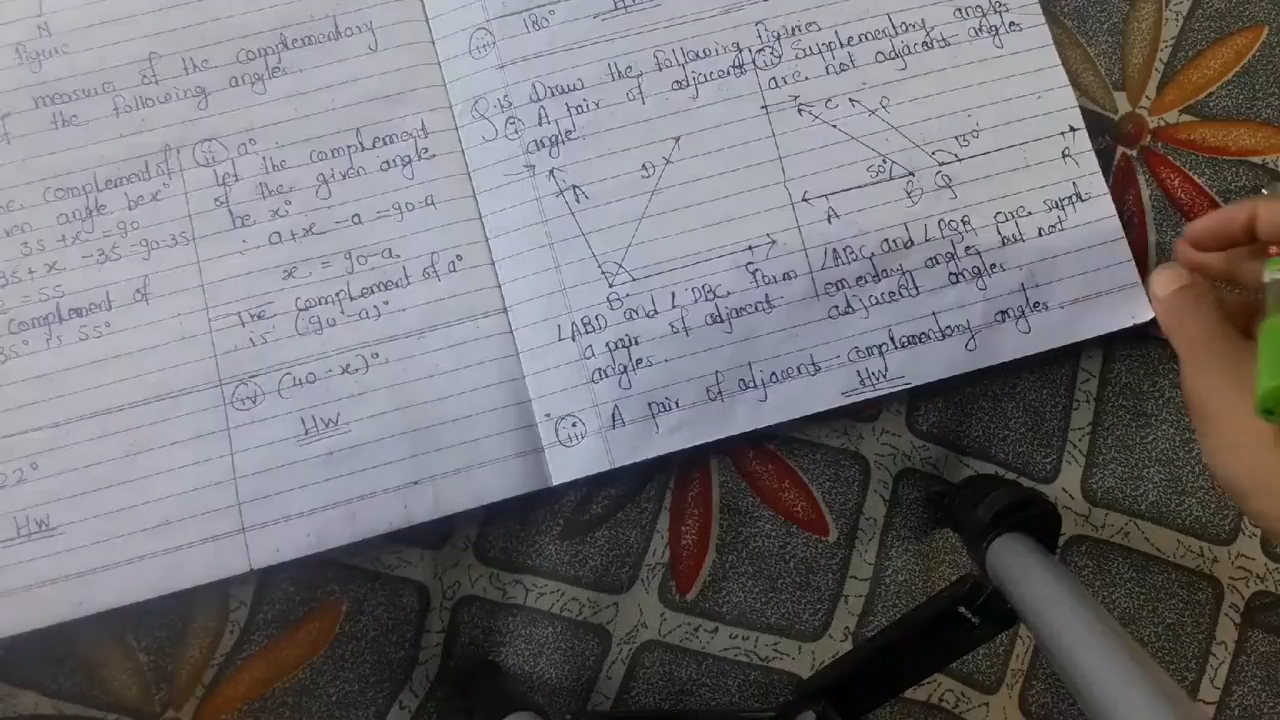 N
figure
measures of the complementary
of the following angles.
complement of
angle be x°
35 + x = 90
35 + x - 35 = 90 - 35
= 55
complement of
35° is 55°
22°
HW
(ii) a°
Let the complement
of the given angle
be x°
∴ a + x - a = 90 - a
x = 90 - a
The complement of a°
is (90 - a)°
(iv) (40 - x)°
HW
(iii) 180°
HW
Q.15 Draw the following figures
(i) A pair of adjacent
angle.
A
D
B
C
∠ABD and ∠DBC form
a pair of adjacent
angles.
(ii) Supplementary angles
are not adjacent angles
C
P
50°
130°
A
B
Q
R
∠ABC and ∠PQR are suppl-
ementary angles but not
adjacent angles.
(ii) A pair of adjacent complementary angles.
HW